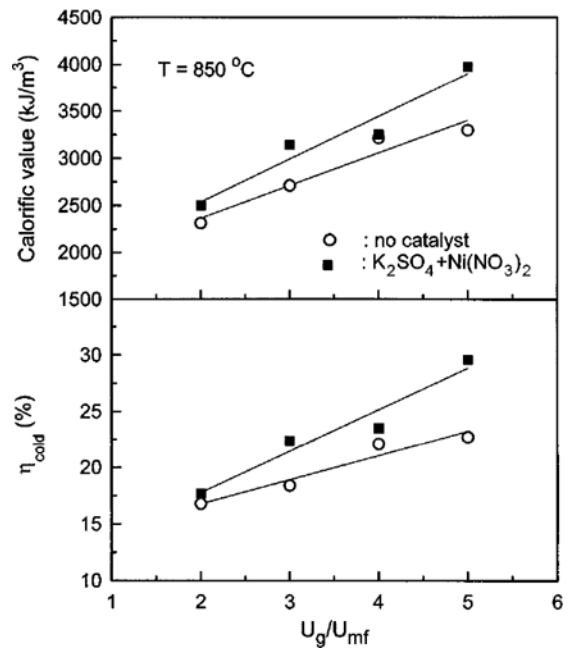 4500
4000
3500
3000
2500
2000
1500
Calorific value (kJ/m³)
T = 850 °C
○ : no catalyst
■ : K₂SO₄+Ni(NO₃)₂
30
25
20
15
10
η_cold (%)
1 2 3 4 5 6
U_g/U_mf